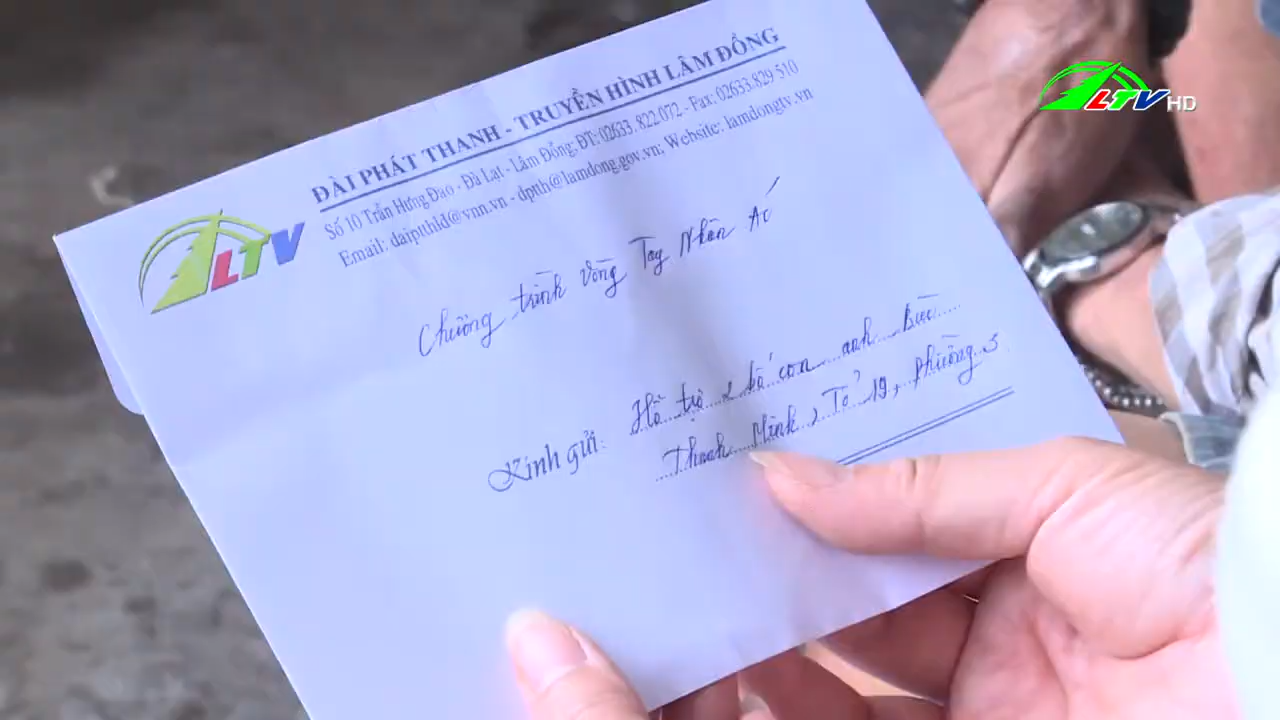 LTV HD
ĐÀI PHÁT THANH - TRUYỀN HÌNH LÂM ĐỒNG
Số 10 Trần Hưng Đạo - Đà Lạt - Lâm Đồng; ĐT: 02633. 822.072 - Fax: 02633.829 510
Email: daiptthld@vnn.vn - dpth@lamdong.gov.vn; Website: lamdongtv.vn
LTV
Chương trình Vòng Tay Nhân Ái
Kính gửi: Hỗ trợ 2 bố con anh Bùi
Thanh Minh, Tổ 19, phường 3